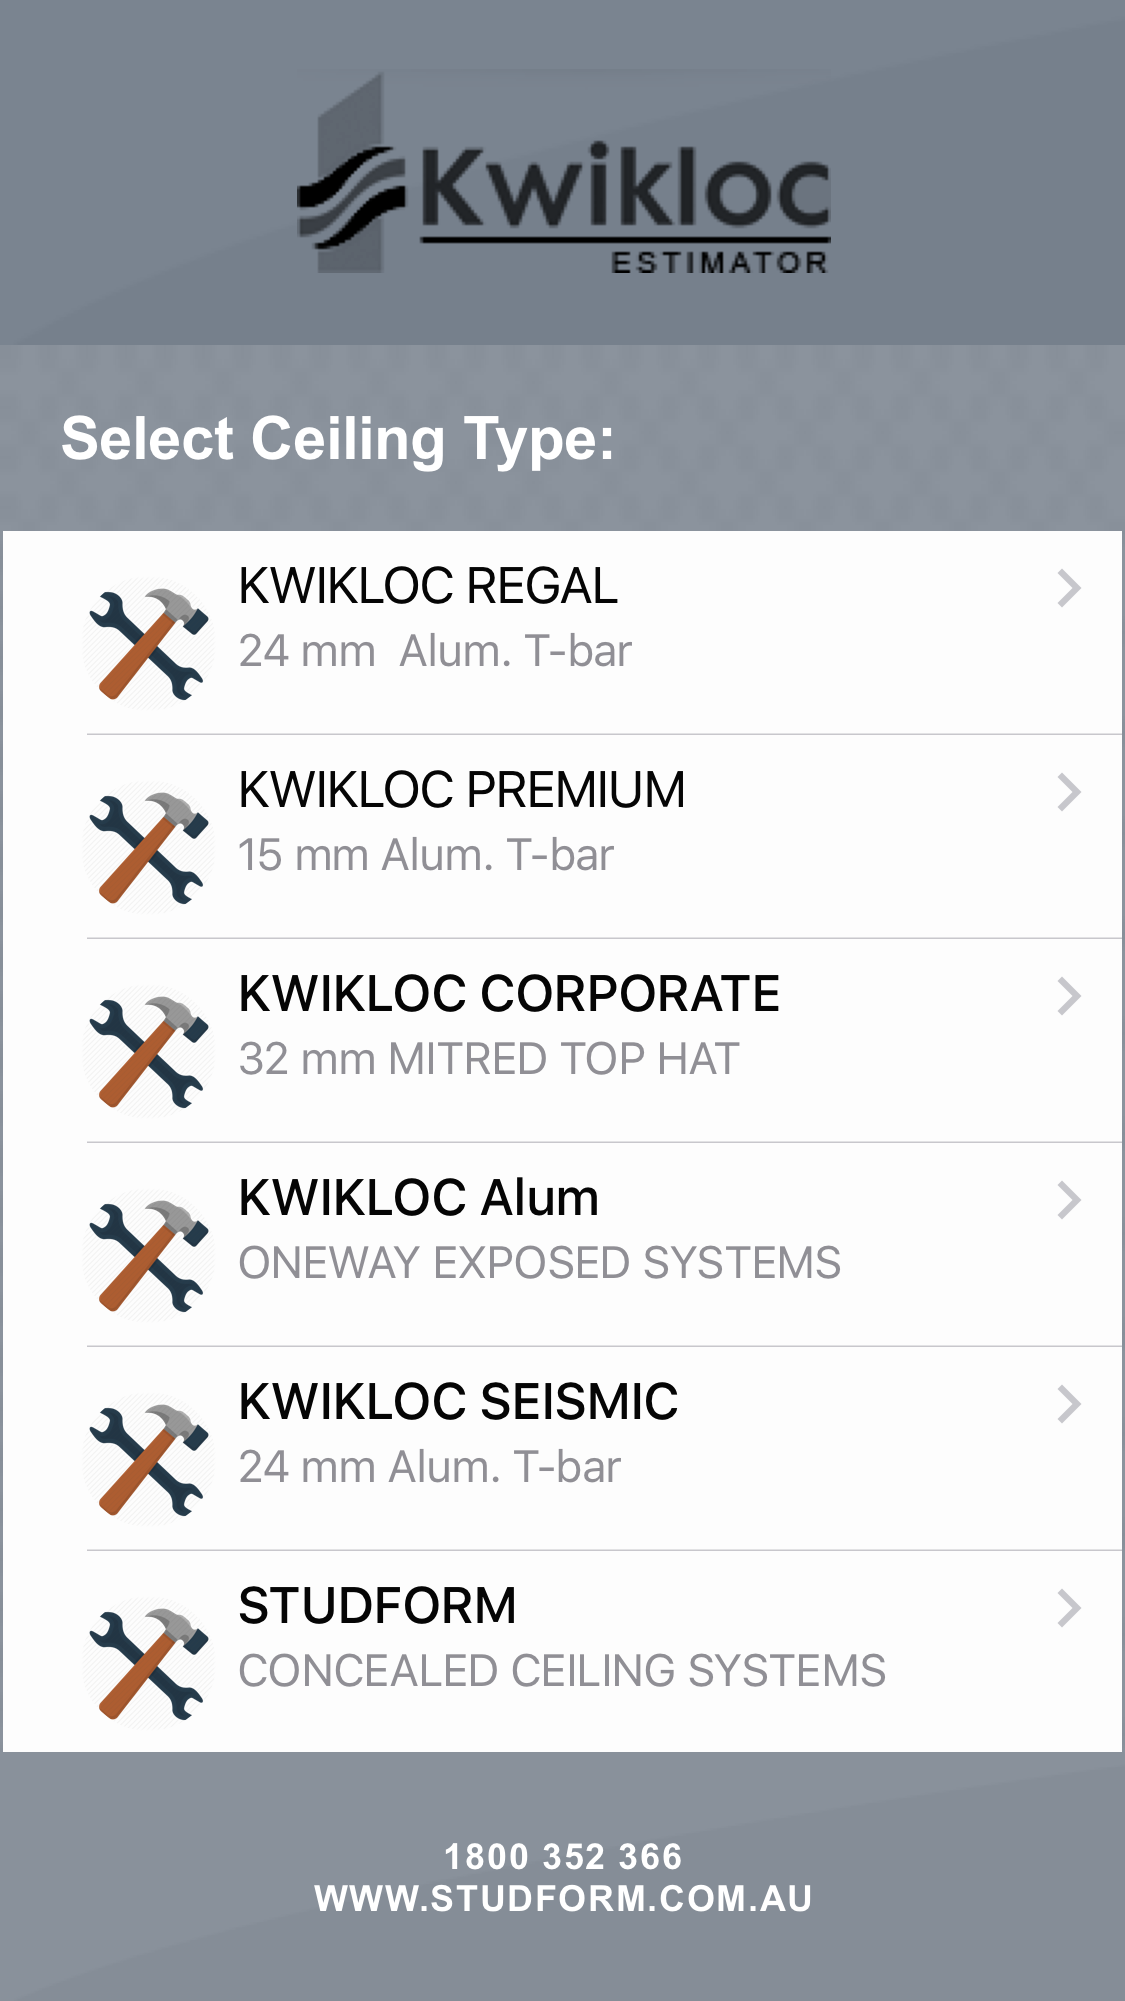 Kwikloc
ESTIMATOR
Select Ceiling Type:
KWIKLOC REGAL
24 mm  Alum. T-bar
KWIKLOC PREMIUM
15 mm Alum. T-bar
KWIKLOC CORPORATE
32 mm MITRED TOP HAT
KWIKLOC Alum
ONEWAY EXPOSED SYSTEMS
KWIKLOC SEISMIC
24 mm Alum. T-bar
STUDFORM
CONCEALED CEILING SYSTEMS
1800 352 366
WWW.STUDFORM.COM.AU